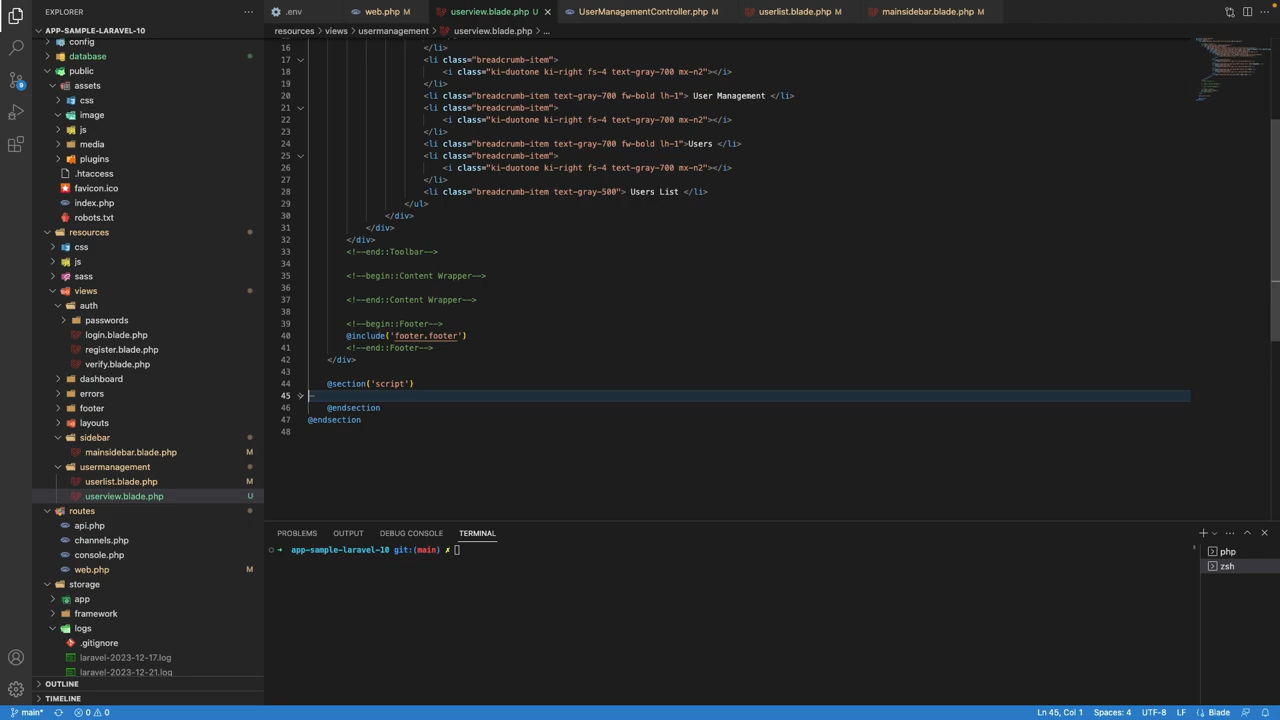 EXPLORER
APP-SAMPLE-LARAVEL-10
config
database
public
assets
css
image
js
media
plugins
.htaccess
favicon.ico
index.php
robots.txt
resources
css
js
sass
views
auth
passwords
login.blade.php
register.blade.php
verify.blade.php
dashboard
errors
footer
layouts
sidebar
mainsidebar.blade.php M
usermanagement
userlist.blade.php M
userview.blade.php U
routes
api.php
channels.php
console.php
web.php M
storage
app
framework
logs
.gitignore
laravel-2023-12-17.log
laravel-2023-12-21.log
OUTLINE
TIMELINE
.env web.php M userview.blade.php U UserManagementController.php M userlist.blade.php M mainsidebar.blade.php M
resources > views > usermanagement > userview.blade.php > ...
16 </li>
17 <li class="breadcrumb-item">
18 <i class="ki-duotone ki-right fs-4 text-gray-700 mx-n2"></i>
19 </li>
20 <li class="breadcrumb-item text-gray-700 fw-bold lh-1"> User Management </li>
21 <li class="breadcrumb-item">
22 <i class="ki-duotone ki-right fs-4 text-gray-700 mx-n2"></i>
23 </li>
24 <li class="breadcrumb-item text-gray-700 fw-bold lh-1">Users </li>
25 <li class="breadcrumb-item">
26 <i class="ki-duotone ki-right fs-4 text-gray-700 mx-n2"></i>
27 </li>
28 <li class="breadcrumb-item text-gray-500"> Users List </li>
29 </ul>
30 </div>
31 </div>
32 </div>
33 <!--end::Toolbar-->
34
35 <!--begin::Content Wrapper-->
36
37 <!--end::Content Wrapper-->
38
39 <!--begin::Footer-->
40 @include('footer.footer')
41 <!--end::Footer-->
42 </div>
43
44 @section('script')
45
46 @endsection
47 @endsection
48
PROBLEMS OUTPUT DEBUG CONSOLE TERMINAL
app-sample-laravel-10 git:(main) ✗
php
zsh
main* 0 0 Ln 45, Col 1 Spaces: 4 UTF-8 LF Blade